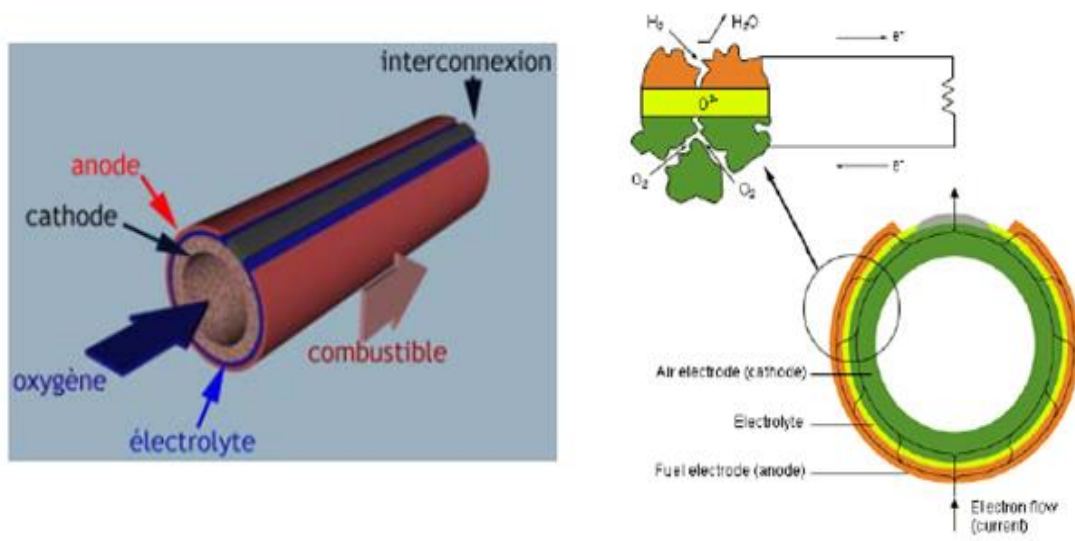 interconnexion
anode
cathode
oxygène
combustible
électrolyte
H₂
H₂O
e⁻
O²⁻
O₂
O₂
e⁻
Air electrode (cathode)
Electrolyte
Fuel electrode (anode)
Electron flow
(current)